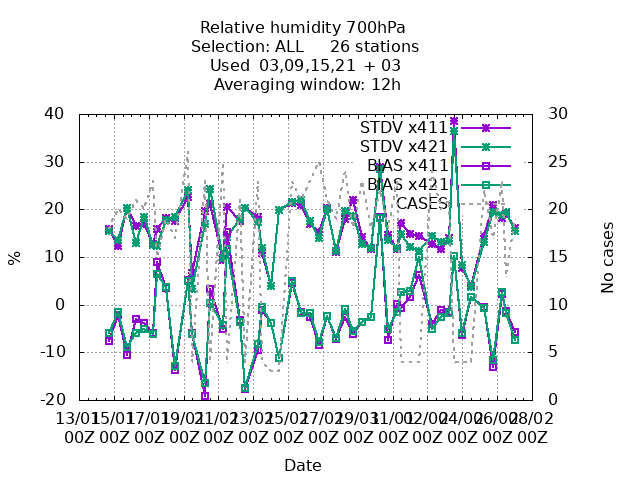 Relative humidity 700hPa
Selection: ALL 26 stations
Used 03,09,15,21 + 03
Averaging window: 12h
40 30
STDV x411
STDV x421
30 25
BIAS x411
BIAS x421
CASES
20 20
%
No cases
10 15
0 10
-10 5
-20 0
13/01 15/01 17/01 19/01 21/01 23/01 25/01 27/01 29/01 31/01 02/02 04/02 06/02 08/02
00Z 00Z 00Z 00Z 00Z 00Z 00Z 00Z 00Z 00Z 00Z 00Z 00Z 00Z
Date